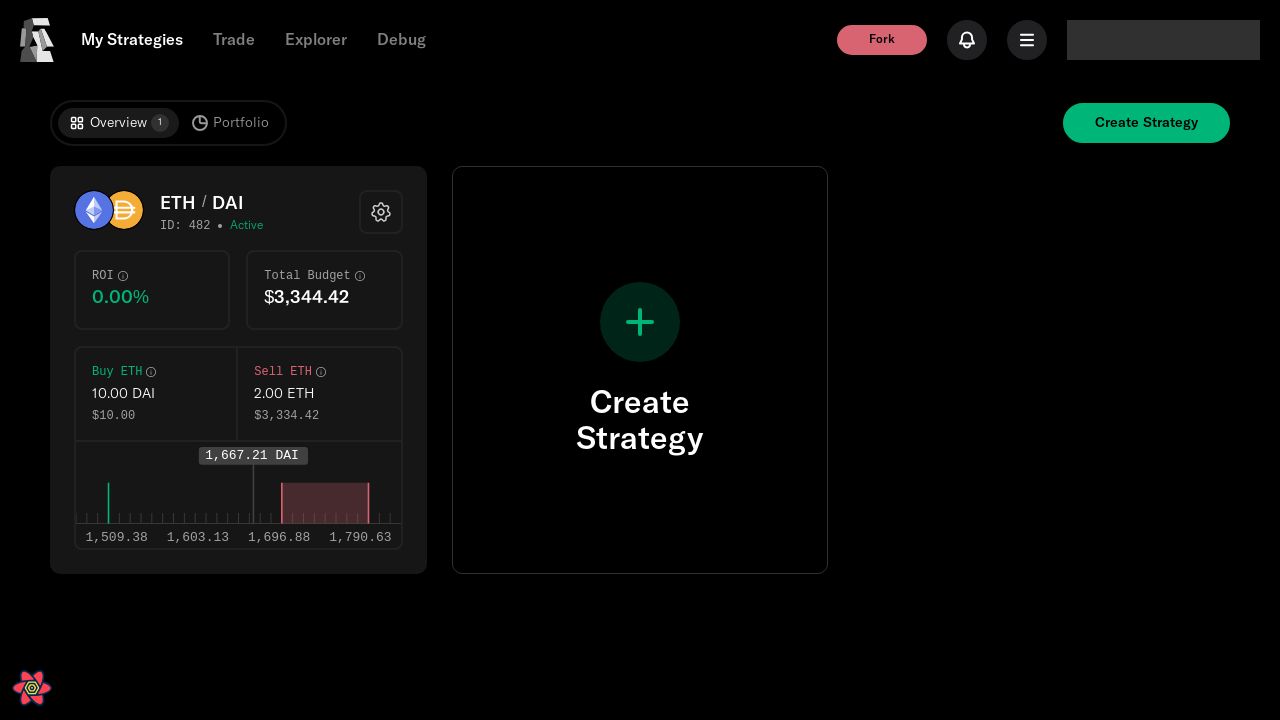 My Strategies Trade Explorer Debug Fork
Overview 1 Portfolio Create Strategy
ETH / DAI
ID: 482 • Active
ROI Total Budget
0.00% $3,344.42
Buy ETH Sell ETH
10.00 DAI 2.00 ETH
$10.00 $3,334.42
1,667.21 DAI
1,509.38 1,603.13 1,696.88 1,790.63
Create
Strategy